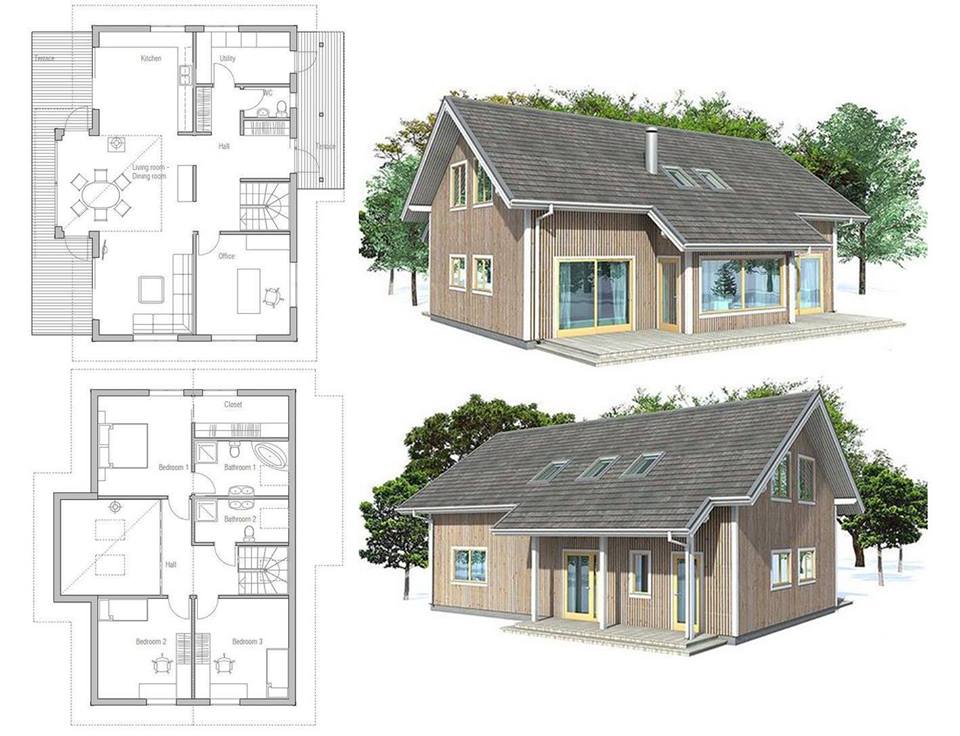 Terrace
Kitchen
Utility
WC
Hall
Terrace
Living room -
Dining room
Office
Closet
Bedroom 1
Bathroom 1
Bathroom 2
Hall
Bedroom 2
Bedroom 3